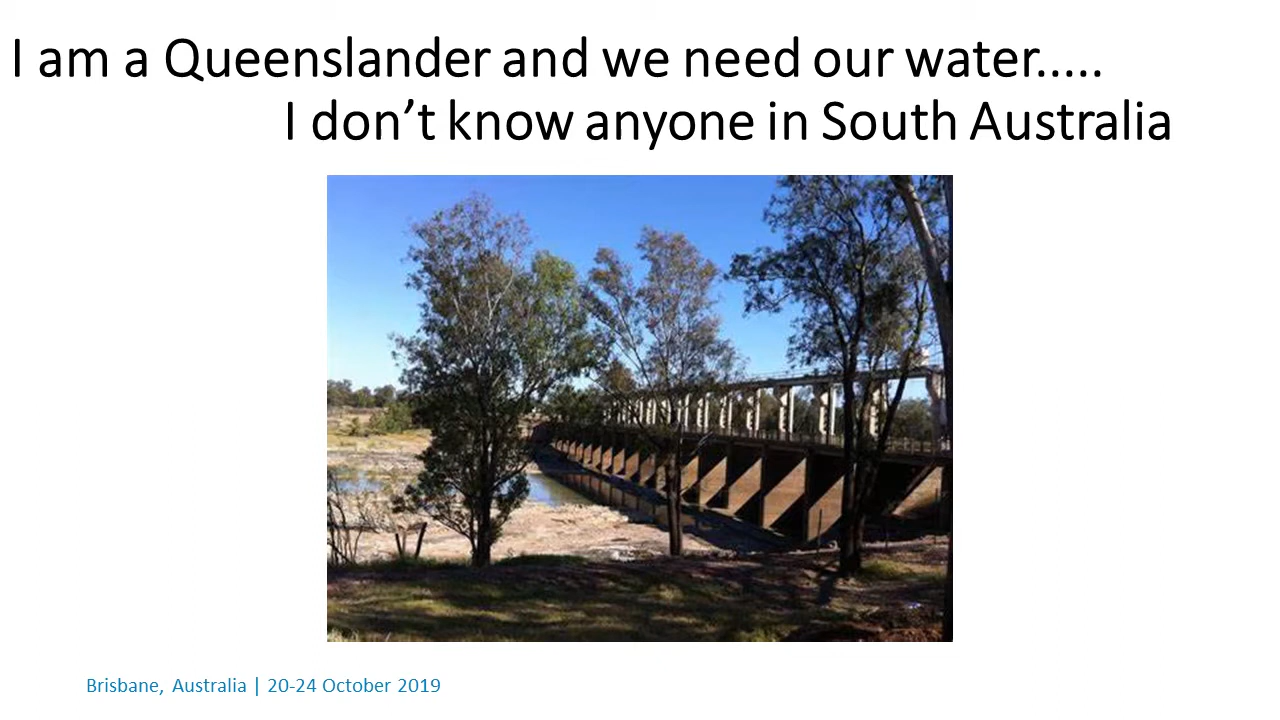 I am a Queenslander and we need our water.....
I don’t know anyone in South Australia
Brisbane, Australia | 20-24 October 2019